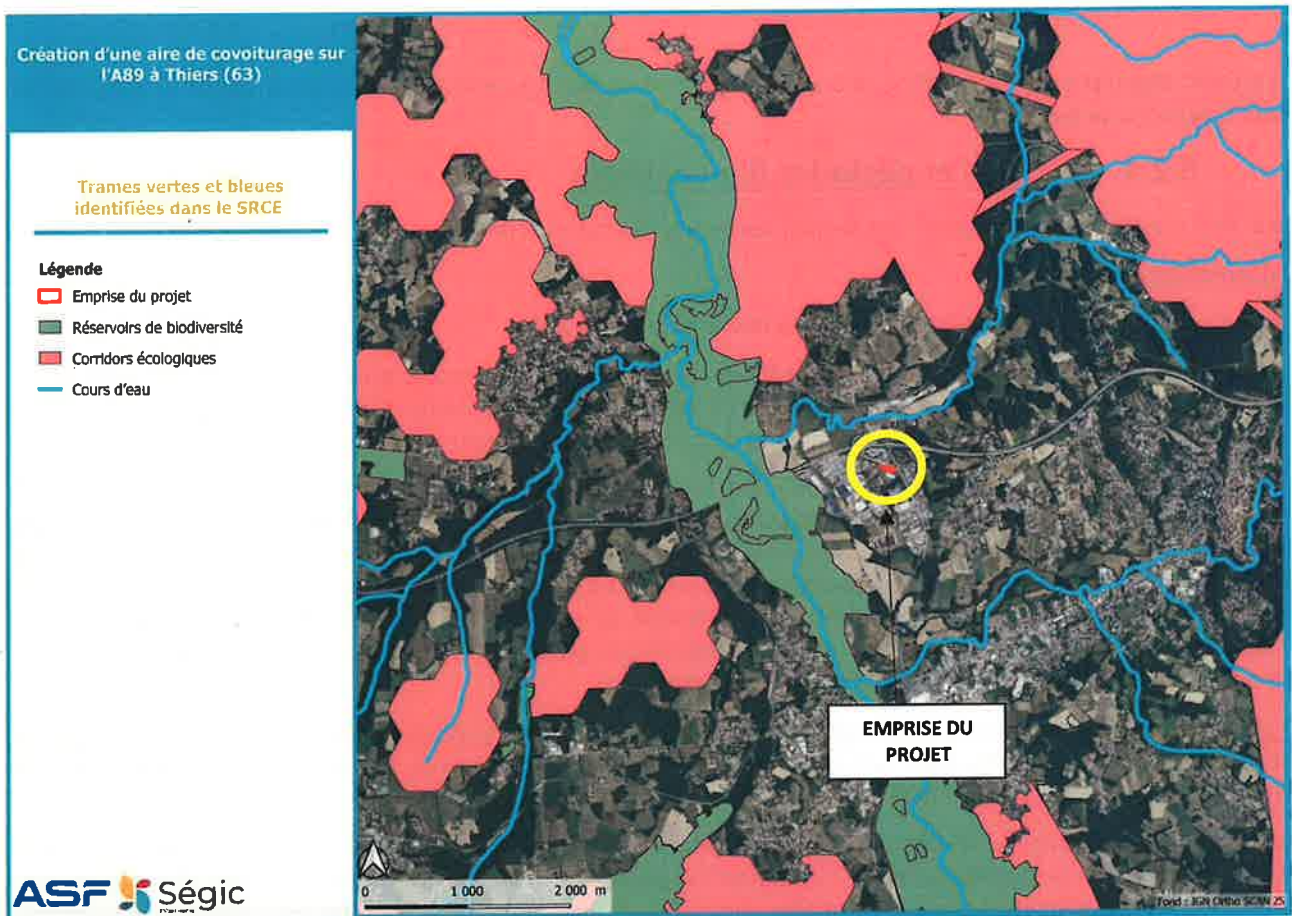 Création d'une aire de covoiturage sur
l'A89 à Thiers (63)
Trames vertes et bleues
identifiées dans le SRCE
Légende
Emprise du projet
Réservoirs de biodiversité
Corridors écologiques
Cours d'eau
EMPRISE DU
PROJET
0 1 000 2 000 m
Fond : IGN Ortho SCAN 25
ASF Ségic